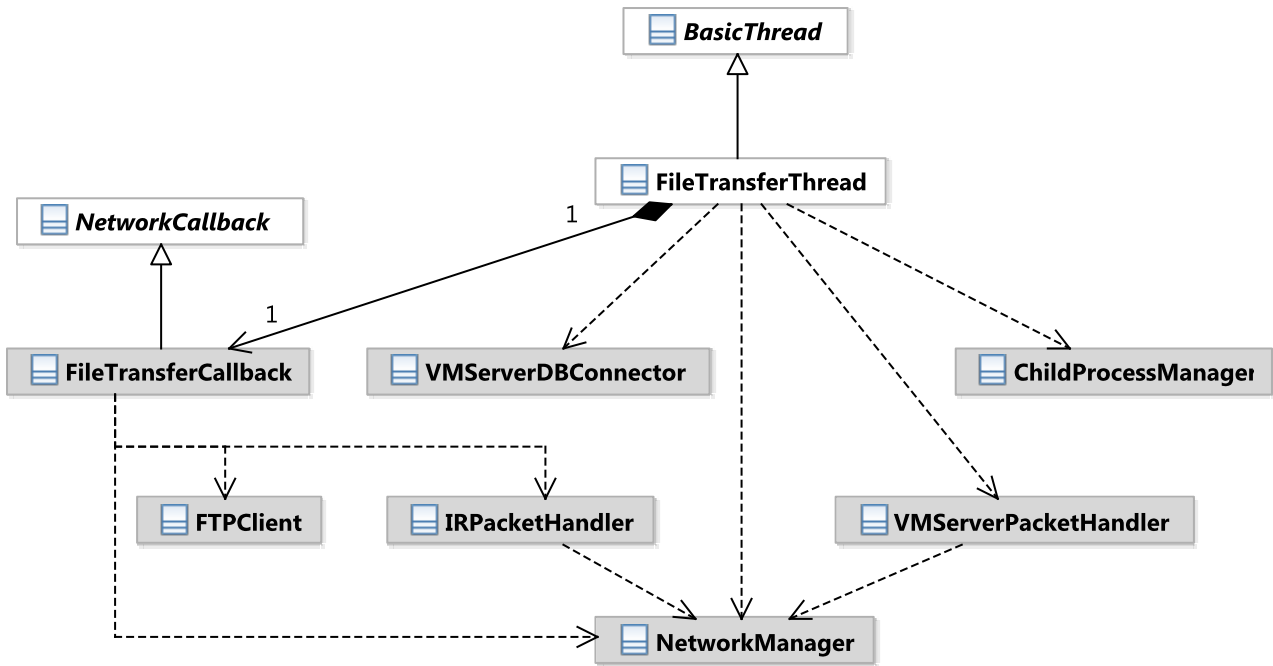 BasicThread
FileTransferThread
NetworkCallback
1
1
FileTransferCallback
VMServerDBConnector
ChildProcessManager
FTPClient
IRPacketHandler
VMServerPacketHandler
NetworkManager